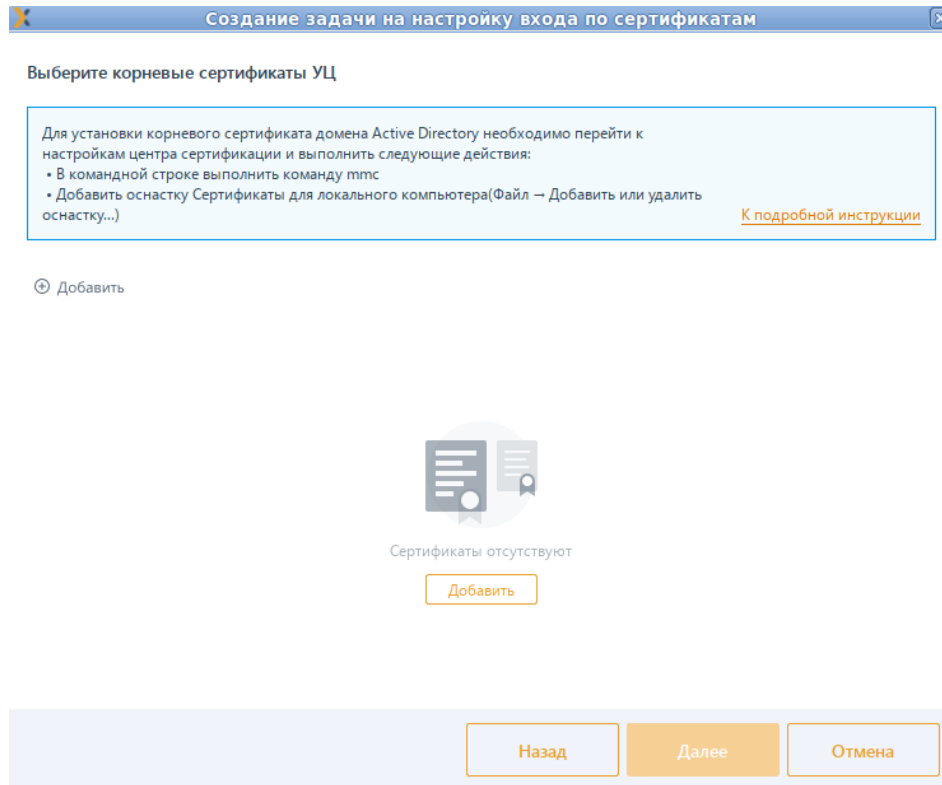 Создание задачи на настройку входа по сертификатам
Выберите корневые сертификаты УЦ
Для установки корневого сертификата домена Active Directory необходимо перейти к
настройкам центра сертификации и выполнить следующие действия:
• В командной строке выполнить команду mmc
• Добавить оснастку Сертификаты для локального компьютера(Файл → Добавить или удалить
оснастку...)
К подробной инструкции
Добавить
Сертификаты отсутствуют
Добавить
Назад
Далее
Отмена